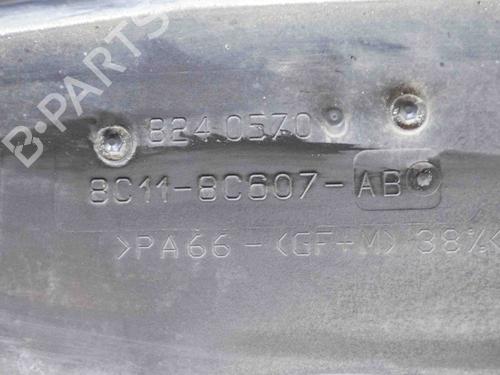 B-PARTS
8240570
8C11-8C607-AB
>PA66-<GF+M> 38%<